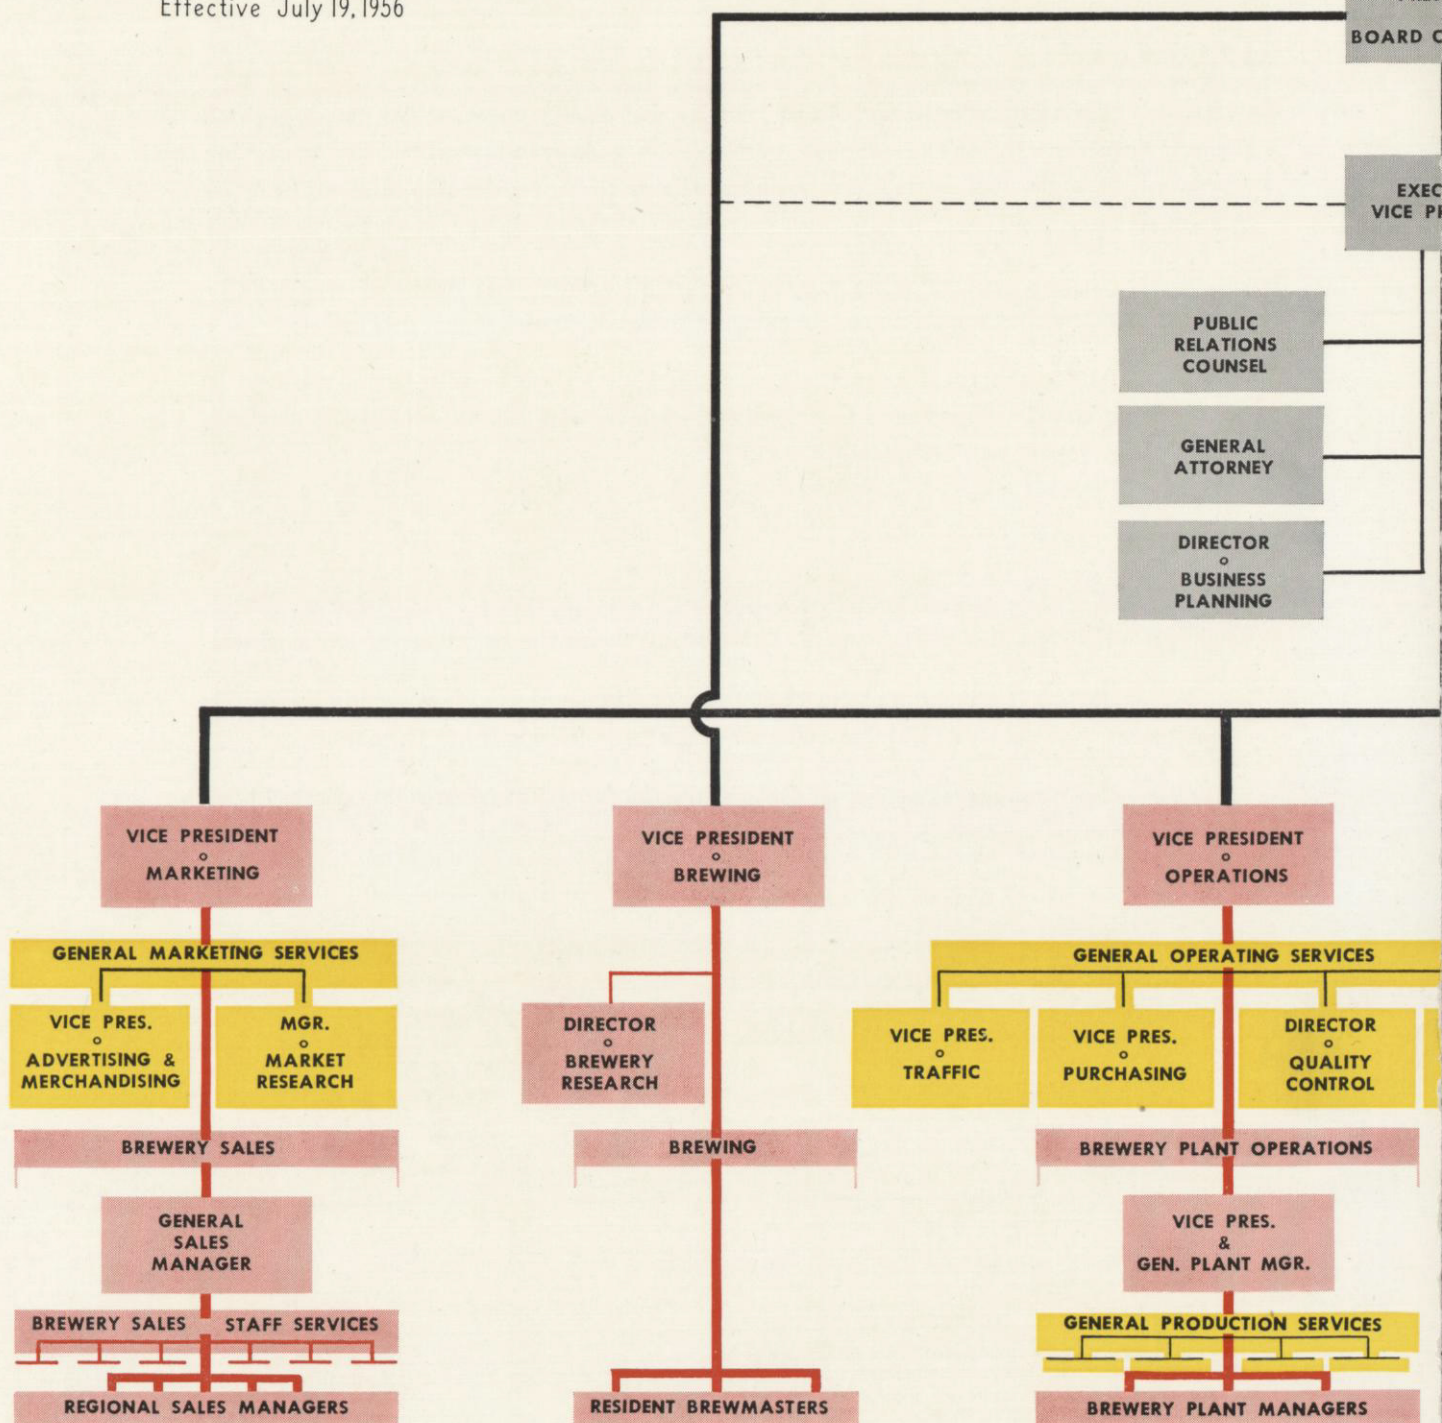 Effective July 19, 1956
BOARD
VICE
PUBLIC
RELATIONS
COUNSEL
GENERAL
ATTORNEY
DIRECTOR
o
BUSINESS
PLANNING
VICE PRESIDENT
o
MARKETING
VICE PRESIDENT
o
BREWING
VICE PRESIDENT
o
OPERATIONS
GENERAL MARKETING SERVICES
VICE PRES.
o
ADVERTISING &
MERCHANDISING
MGR.
o
MARKET
RESEARCH
DIRECTOR
o
BREWERY
RESEARCH
GENERAL OPERATING SERVICES
VICE PRES.
o
TRAFFIC
VICE PRES.
o
PURCHASING
DIRECTOR
o
QUALITY
CONTROL
BREWERY SALES
BREWING
BREWERY PLANT OPERATIONS
GENERAL
SALES
MANAGER
VICE PRES.
&
GEN. PLANT MGR.
BREWERY SALES STAFF SERVICES
GENERAL PRODUCTION SERVICES
REGIONAL SALES MANAGERS
RESIDENT BREWMASTERS
BREWERY PLANT MANAGERS